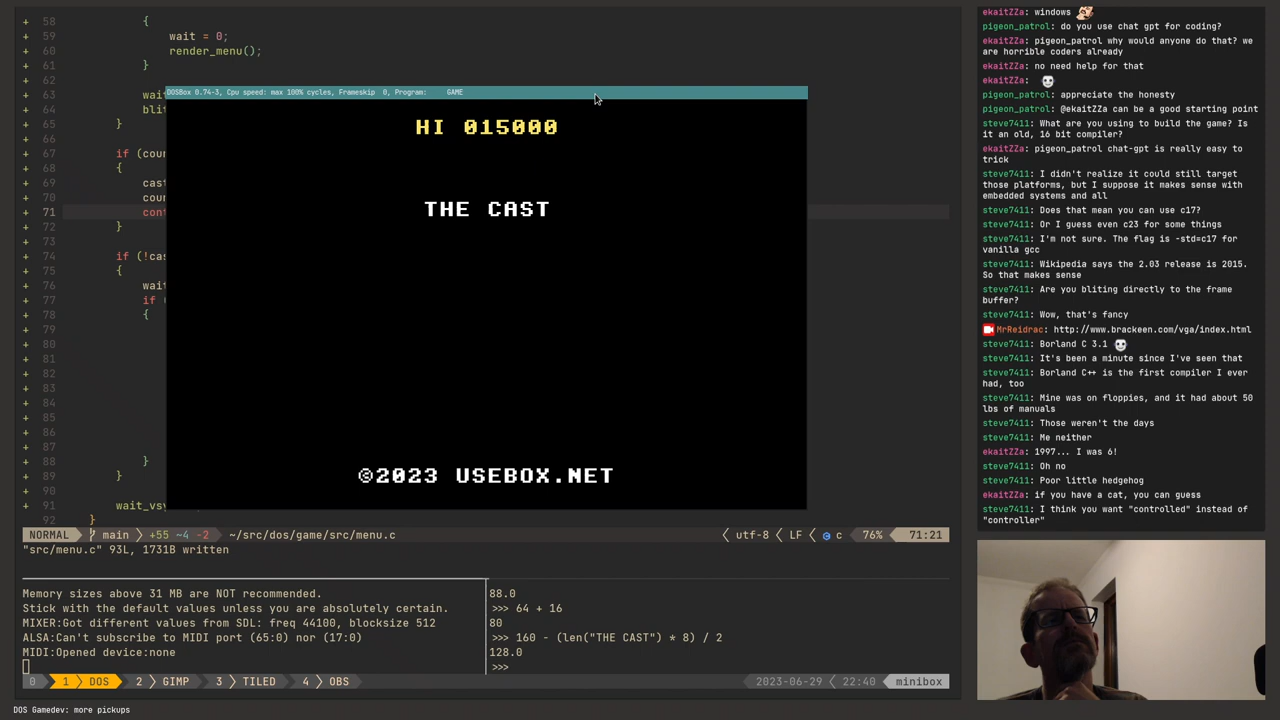 58 {
59 wait = 0;
60 render_menu();
61 }
62
63 wai
64 bli
65 }
66
67 if (cour
68 {
69 cast
70 cour
71 cont
72 }
73
74 if (!cas
75 {
76 wait
77 if (
78 {
79
80
81
82
83
84
85
86
87
88 }
89 }
90
91 wait_vsy
92 }
DOSBox 0.74-3, Cpu speed: max 100% cycles, Frameskip 0, Program: GAME
HI 015000
THE CAST
©2023 USEBOX.NET
NORMAL main +55 ~4 -2 ~/src/dos/game/src/menu.c utf-8 LF c 76% 71:21
"src/menu.c" 93L, 1731B written
Memory sizes above 31 MB are NOT recommended.
Stick with the default values unless you are absolutely certain.
MIXER:Got different values from SDL: freq 44100, blocksize 512
ALSA:Can't subscribe to MIDI port (65:0) nor (17:0)
MIDI:Opened device:none
88.0
>>> 64 + 16
80
>>> 160 - (len("THE CAST") * 8) / 2
128.0
>>>
0 1 DOS 2 GIMP 3 TILED 4 OBS 2023-06-29 22:40 minibox
DOS Gamedev: more pickups
ekaitZZa: windows
pigeon_patrol: do you use chat gpt for coding?
ekaitZZa: pigeon_patrol why would anyone do that? we
are horrible coders already
ekaitZZa: no need help for that
ekaitZZa:
pigeon_patrol: appreciate the honesty
pigeon_patrol: @ekaitZZa can be a good starting point
steve7411: What are you using to build the game? Is
it an old, 16 bit compiler?
ekaitZZa: pigeon_patrol chat-gpt is really easy to
trick
steve7411: I didn't realize it could still target
those platforms, but I suppose it makes sense with
embedded systems and all
steve7411: Does that mean you can use c17?
steve7411: Or I guess even c23 for some things
steve7411: I'm not sure. The flag is -std=c17 for
vanilla gcc
steve7411: Wikipedia says the 2.03 release is 2015.
So that makes sense
steve7411: Are you bliting directly to the frame
buffer?
steve7411: Wow, that's fancy
MrReidrac: http://www.brackeen.com/vga/index.html
steve7411: Borland C 3.1
steve7411: It's been a minute since I've seen that
steve7411: Borland C++ is the first compiler I ever
had, too
steve7411: Mine was on floppies, and it had about 50
lbs of manuals
steve7411: Those weren't the days
steve7411: Me neither
ekaitZZa: 1997... I was 6!
steve7411: Oh no
steve7411: Poor little hedgehog
ekaitZZa: if you have a cat, you can guess
steve7411: I think you want "controlled" instead of
"controller"